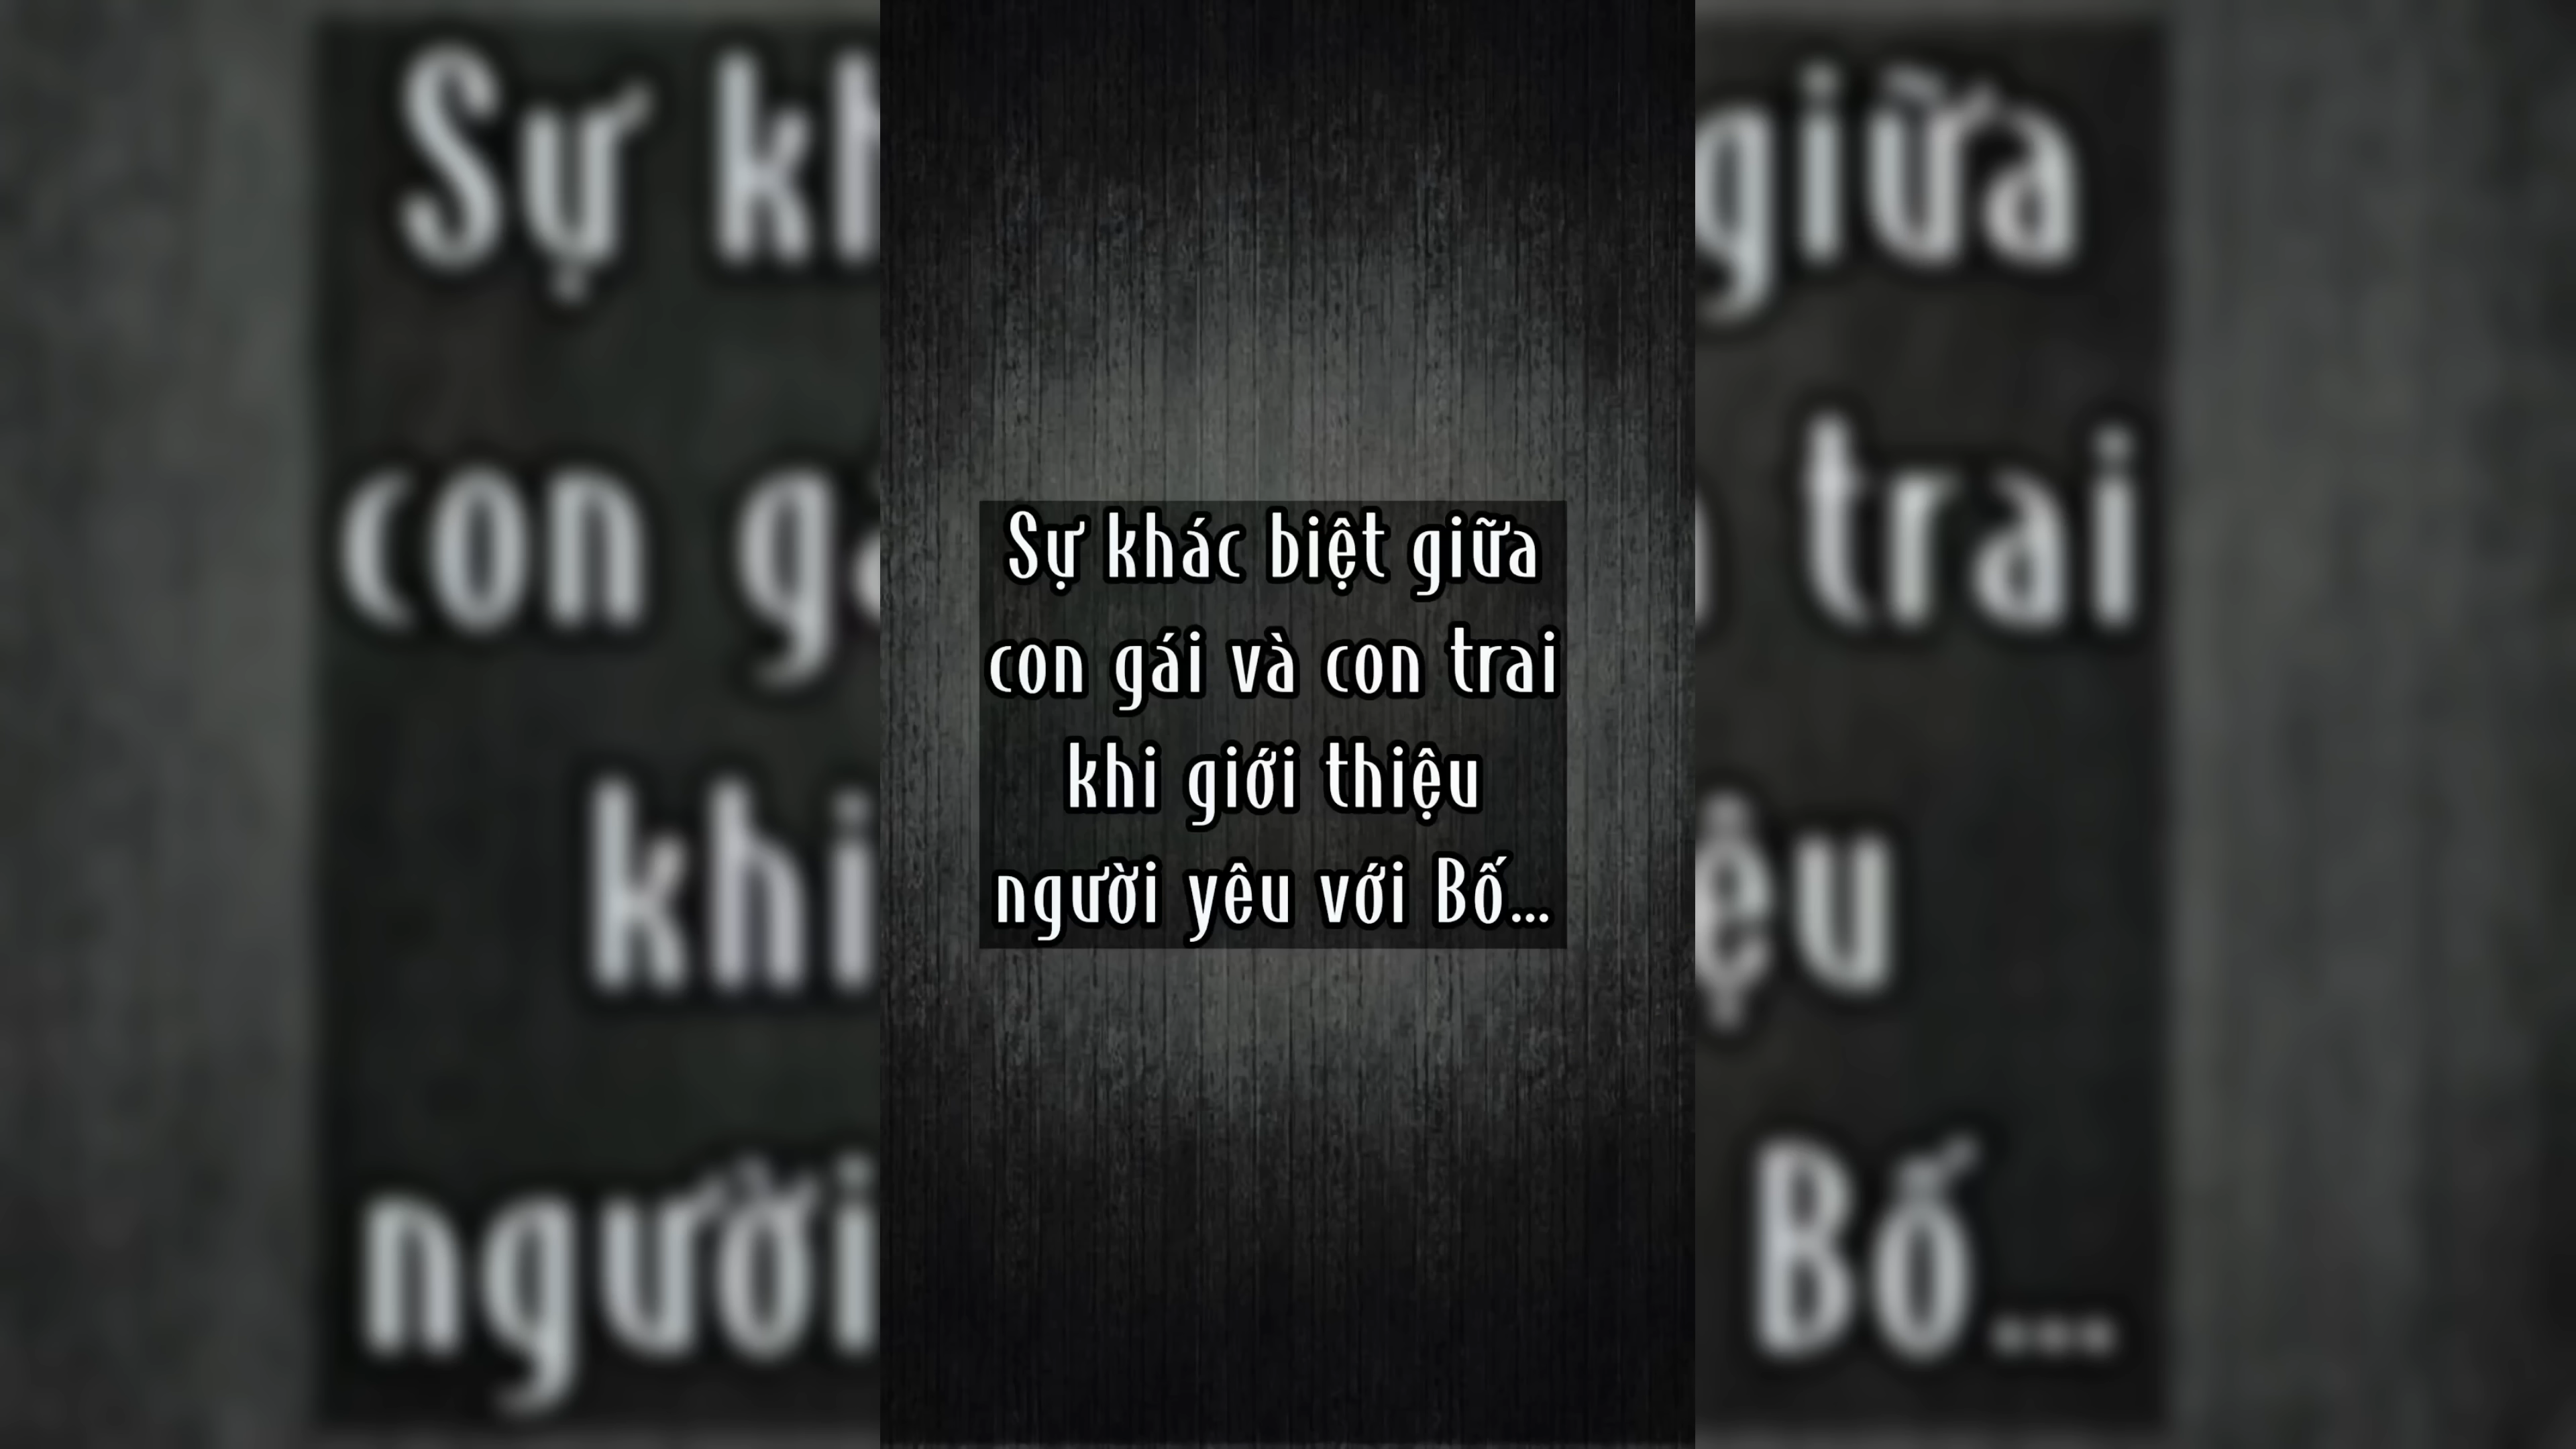 Sự khác biệt giữa
con gái và con trai
khi giới thiệu
người yêu với Bố...